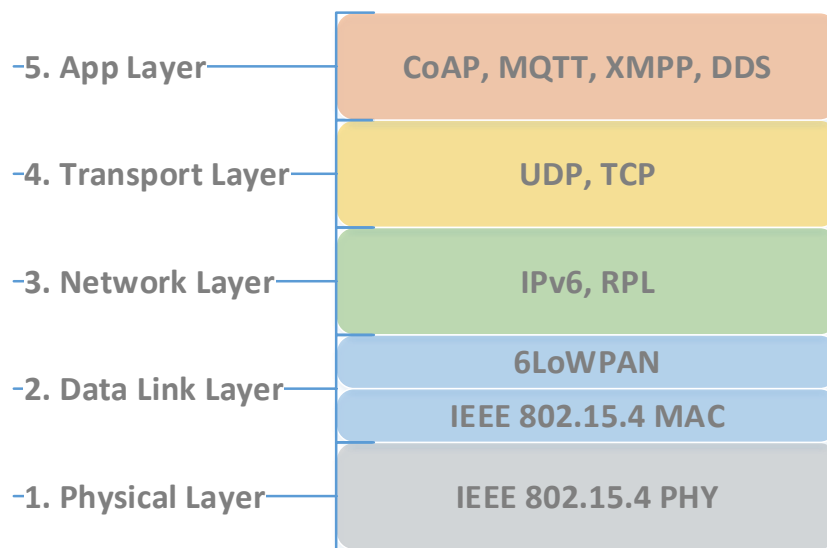 5. App Layer
CoAP, MQTT, XMPP, DDS
4. Transport Layer
UDP, TCP
3. Network Layer
IPv6, RPL
2. Data Link Layer
6LoWPAN
IEEE 802.15.4 MAC
1. Physical Layer
IEEE 802.15.4 PHY